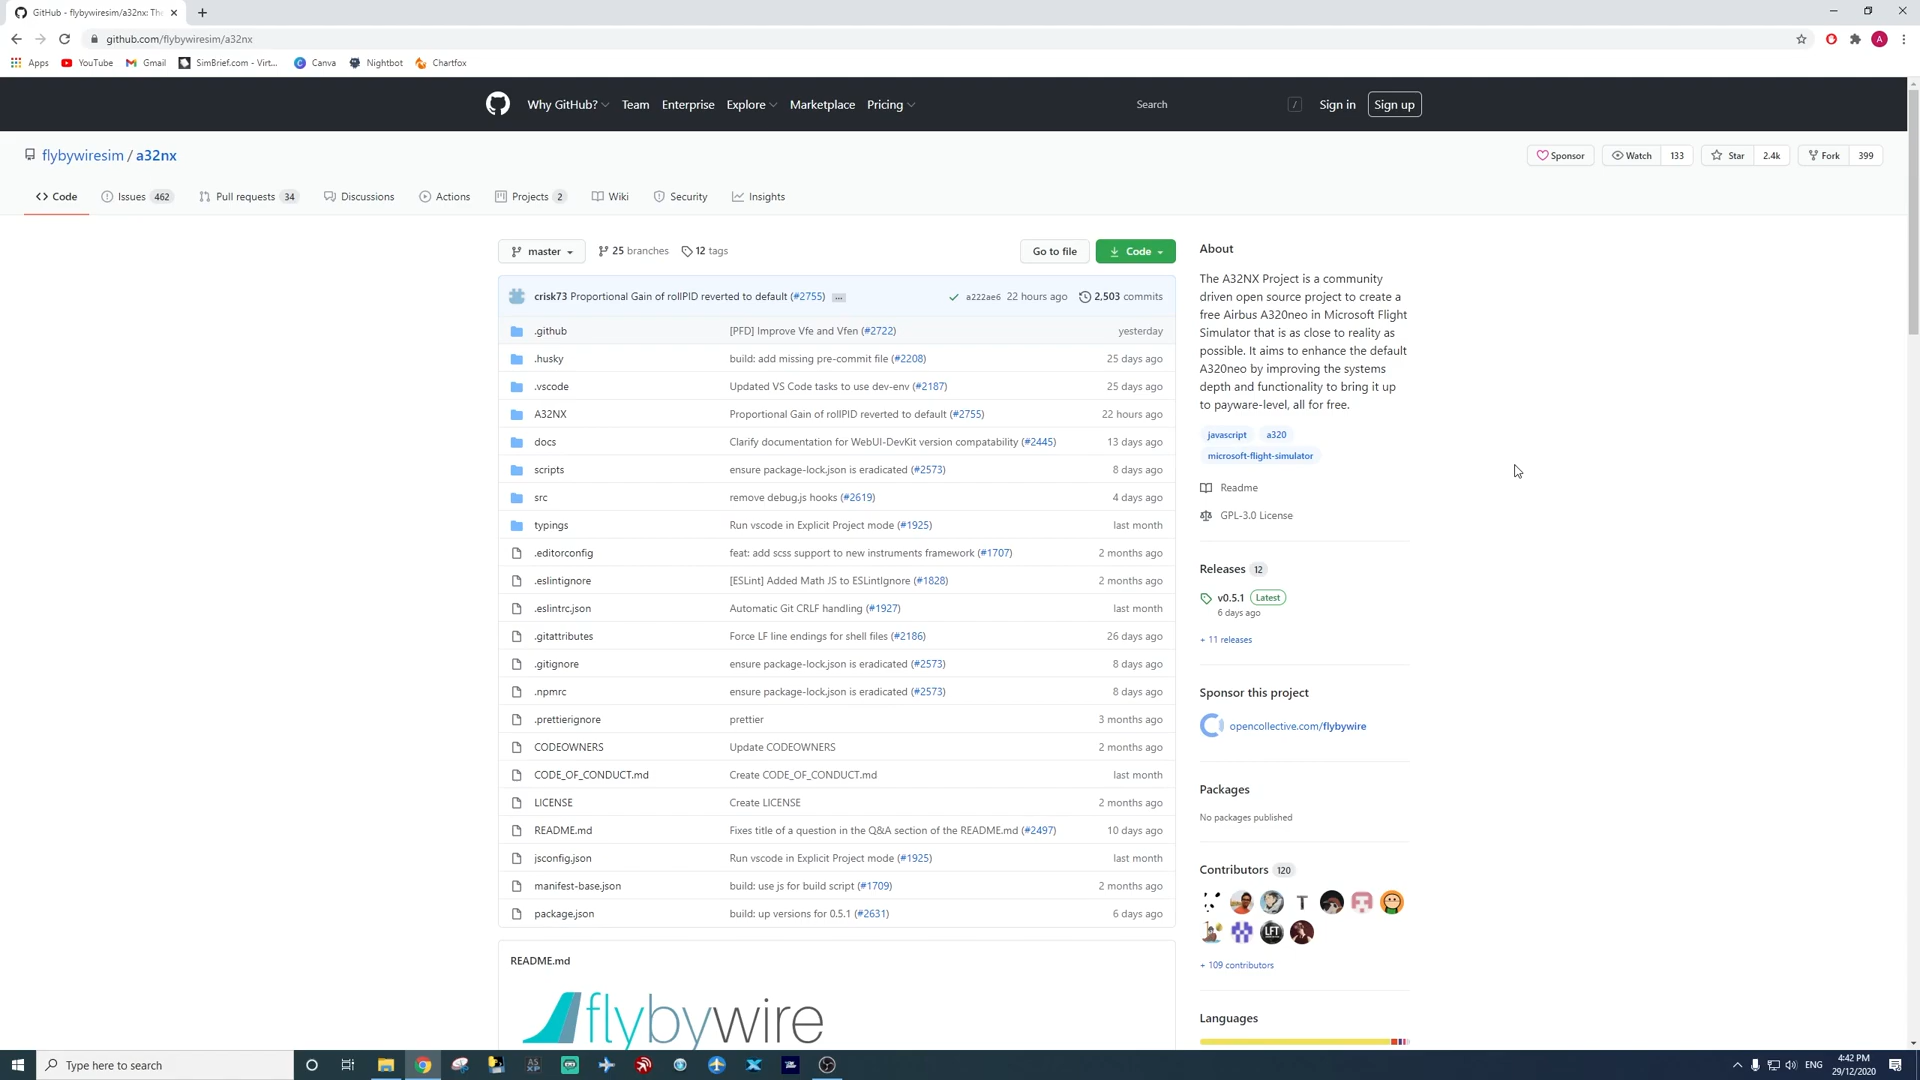 GitHub - flybywiresim/a32nx: The
github.com/flybywiresim/a32nx
A
Apps YouTube Gmail SimBrief.com - Virt... Canva Nightbot Chartfox
Why GitHub? Team Enterprise Explore Marketplace Pricing Search / Sign in Sign up
flybywiresim / a32nx Sponsor Watch 133 Star 2.4k Fork 399
Code Issues 462 Pull requests 34 Discussions Actions Projects 2 Wiki Security Insights
master 25 branches 12 tags Go to file Code
crisk73 Proportional Gain of rollPID reverted to default (#2755) ... a222ae6 22 hours ago 2,503 commits
.github [PFD] Improve Vfe and Vfen (#2722) yesterday
.husky build: add missing pre-commit file (#2208) 25 days ago
.vscode Updated VS Code tasks to use dev-env (#2187) 25 days ago
A32NX Proportional Gain of rollPID reverted to default (#2755) 22 hours ago
docs Clarify documentation for WebUI-DevKit version compatability (#2445) 13 days ago
scripts ensure package-lock.json is eradicated (#2573) 8 days ago
src remove debug.js hooks (#2619) 4 days ago
typings Run vscode in Explicit Project mode (#1925) last month
.editorconfig feat: add scss support to new instruments framework (#1707) 2 months ago
.eslintignore [ESLint] Added Math JS to ESLintIgnore (#1828) 2 months ago
.eslintrc.json Automatic Git CRLF handling (#1927) last month
.gitattributes Force LF line endings for shell files (#2186) 26 days ago
.gitignore ensure package-lock.json is eradicated (#2573) 8 days ago
.npmrc ensure package-lock.json is eradicated (#2573) 8 days ago
.prettierignore prettier 3 months ago
CODEOWNERS Update CODEOWNERS 2 months ago
CODE_OF_CONDUCT.md Create CODE_OF_CONDUCT.md last month
LICENSE Create LICENSE 2 months ago
README.md Fixes title of a question in the Q&A section of the README.md (#2497) 10 days ago
jsconfig.json Run vscode in Explicit Project mode (#1925) last month
manifest-base.json build: use js for build script (#1709) 2 months ago
package.json build: up versions for 0.5.1 (#2631) 6 days ago
README.md
flybywire
About
The A32NX Project is a community
driven open source project to create a
free Airbus A320neo in Microsoft Flight
Simulator that is as close to reality as
possible. It aims to enhance the default
A320neo by improving the systems
depth and functionality to bring it up
to payware-level, all for free.
javascript a320
microsoft-flight-simulator
Readme
GPL-3.0 License
Releases 12
v0.5.1 Latest
6 days ago
+ 11 releases
Sponsor this project
opencollective.com/flybywire
Packages
No packages published
Contributors 120
T
LFT
+ 109 contributors
Languages
Type here to search
ENG
4:42 PM
29/12/2020